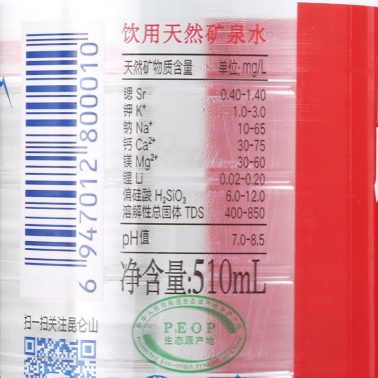 饮用天然矿泉水
天然矿物质含量 单位: mg/L
锶 Sr 0.40-1.40
钾 K⁺ 1.0-3.0
钠 Na⁺ 10-65
钙 Ca²⁺ 30-75
镁 Mg²⁺ 30-60
锂 Li 0.02-0.20
偏硅酸 H₂SiO₃ 6.0-12.0
溶解性总固体 TDS 400-850
pH值 7.0-8.5
净含量:510mL
6 947012 800010
扫一扫关注昆仑山
P.E.O.P
生态原产地